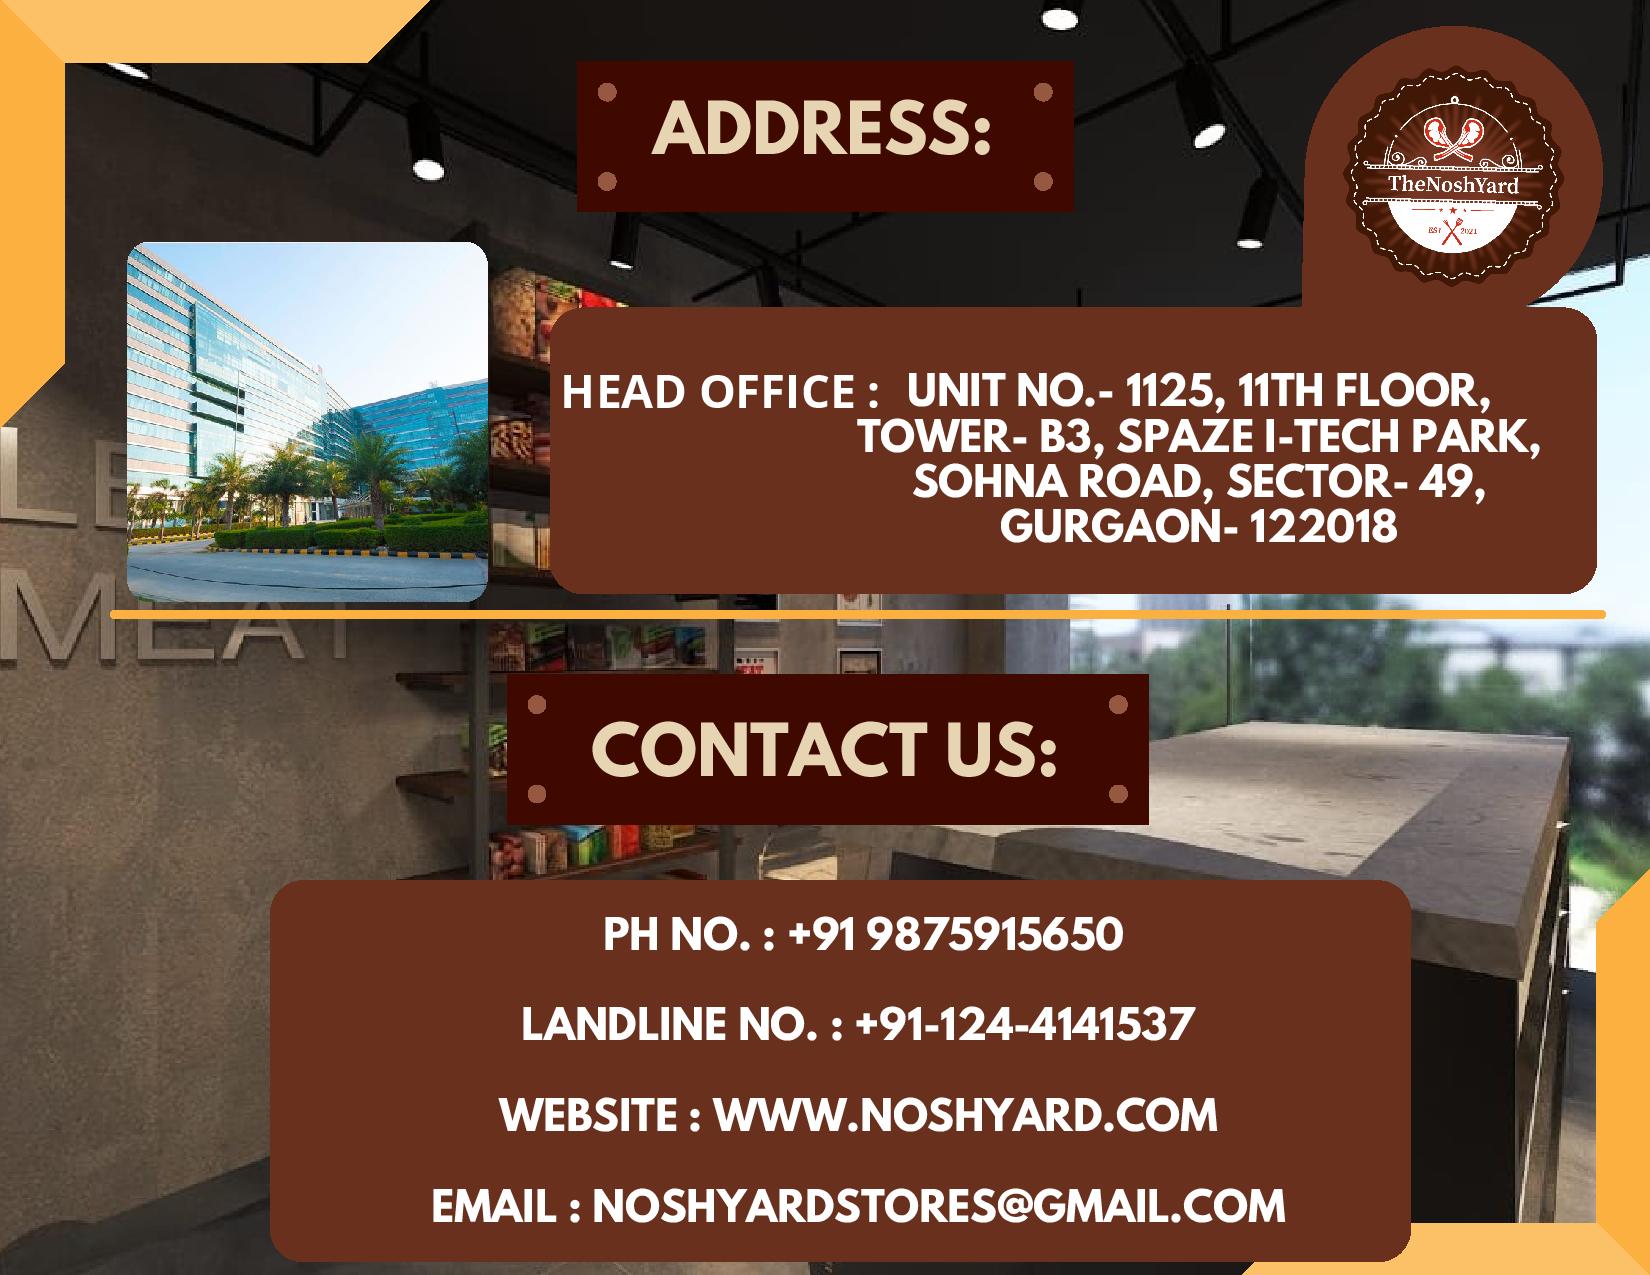 ADDRESS:
TheNoshYard
EST 2021
HEAD OFFICE : UNIT NO.- 1125, 11TH FLOOR,
TOWER- B3, SPAZE I-TECH PARK,
SOHNA ROAD, SECTOR- 49,
GURGAON- 122018
MEAT
CONTACT US:
PH NO. : +91 9875915650
LANDLINE NO. : +91-124-4141537
WEBSITE : WWW.NOSHYARD.COM
EMAIL : NOSHYARDSTORES@GMAIL.COM